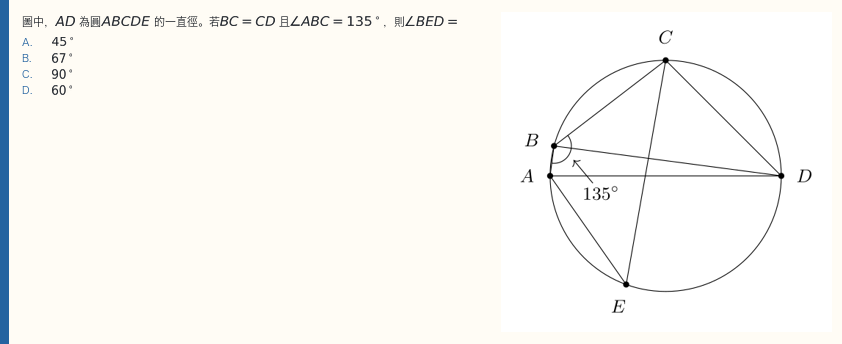 圖中，AD 為圓ABCDE 的一直徑。若BC = CD 且∠ABC = 135°，則∠BED =
A. 45°
B. 67°
C. 90°
D. 60°
C
B
A
D
135°
E